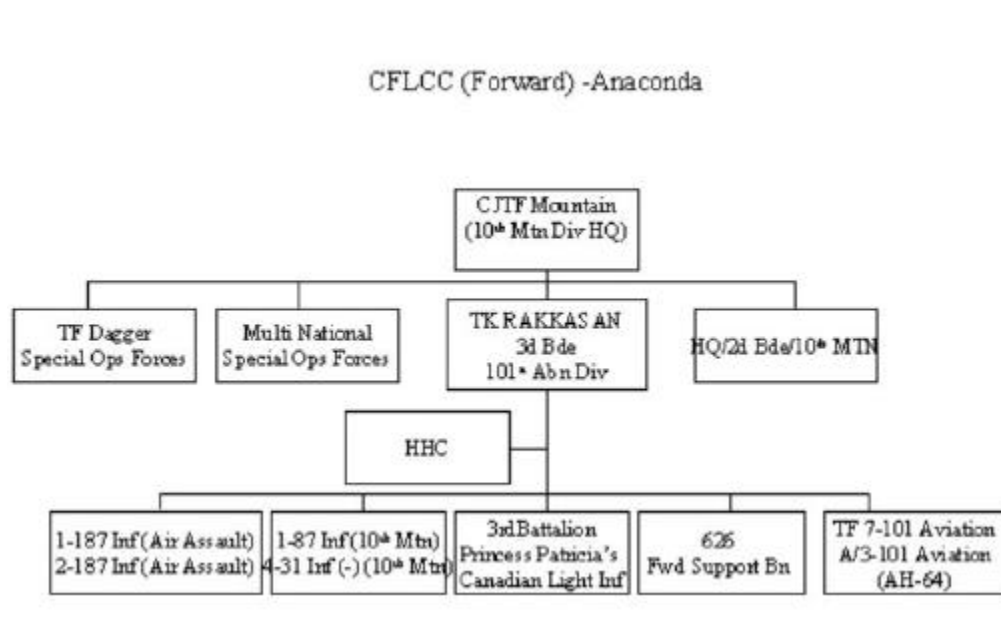 CFLCC (Forward) -Anaconda
CJTF Mountain
(10th Mtn Div HQ)
TF Dagger
Special Ops Forces
Multi National
Special Ops Forces
TK RAKKASAN
3d Bde
101st Abn Div
HQ/2d Bde/10th MTN
HHC
1-187 Inf (Air Assault)
2-187 Inf (Air Assault)
1-87 Inf (10th Mtn)
4-31 Inf (-) (10th Mtn)
3rd Battalion
Princess Patricia's
Canadian Light Inf
626
Fwd Support Bn
TF 7-101 Aviation
A/3-101 Aviation
(AH-64)